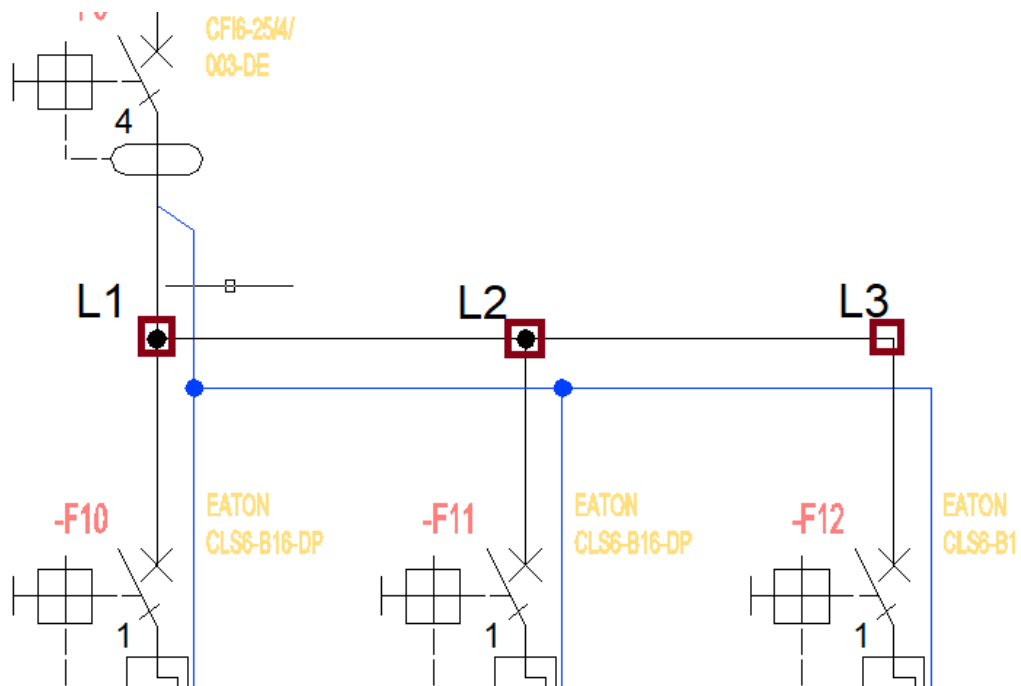 CFI6-25/4/
003-DE
4
L1
L2
L3
-F10
EATON
CLS6-B16-DP
1
-F11
EATON
CLS6-B16-DP
1
-F12
EATON
CLS6-B1
1